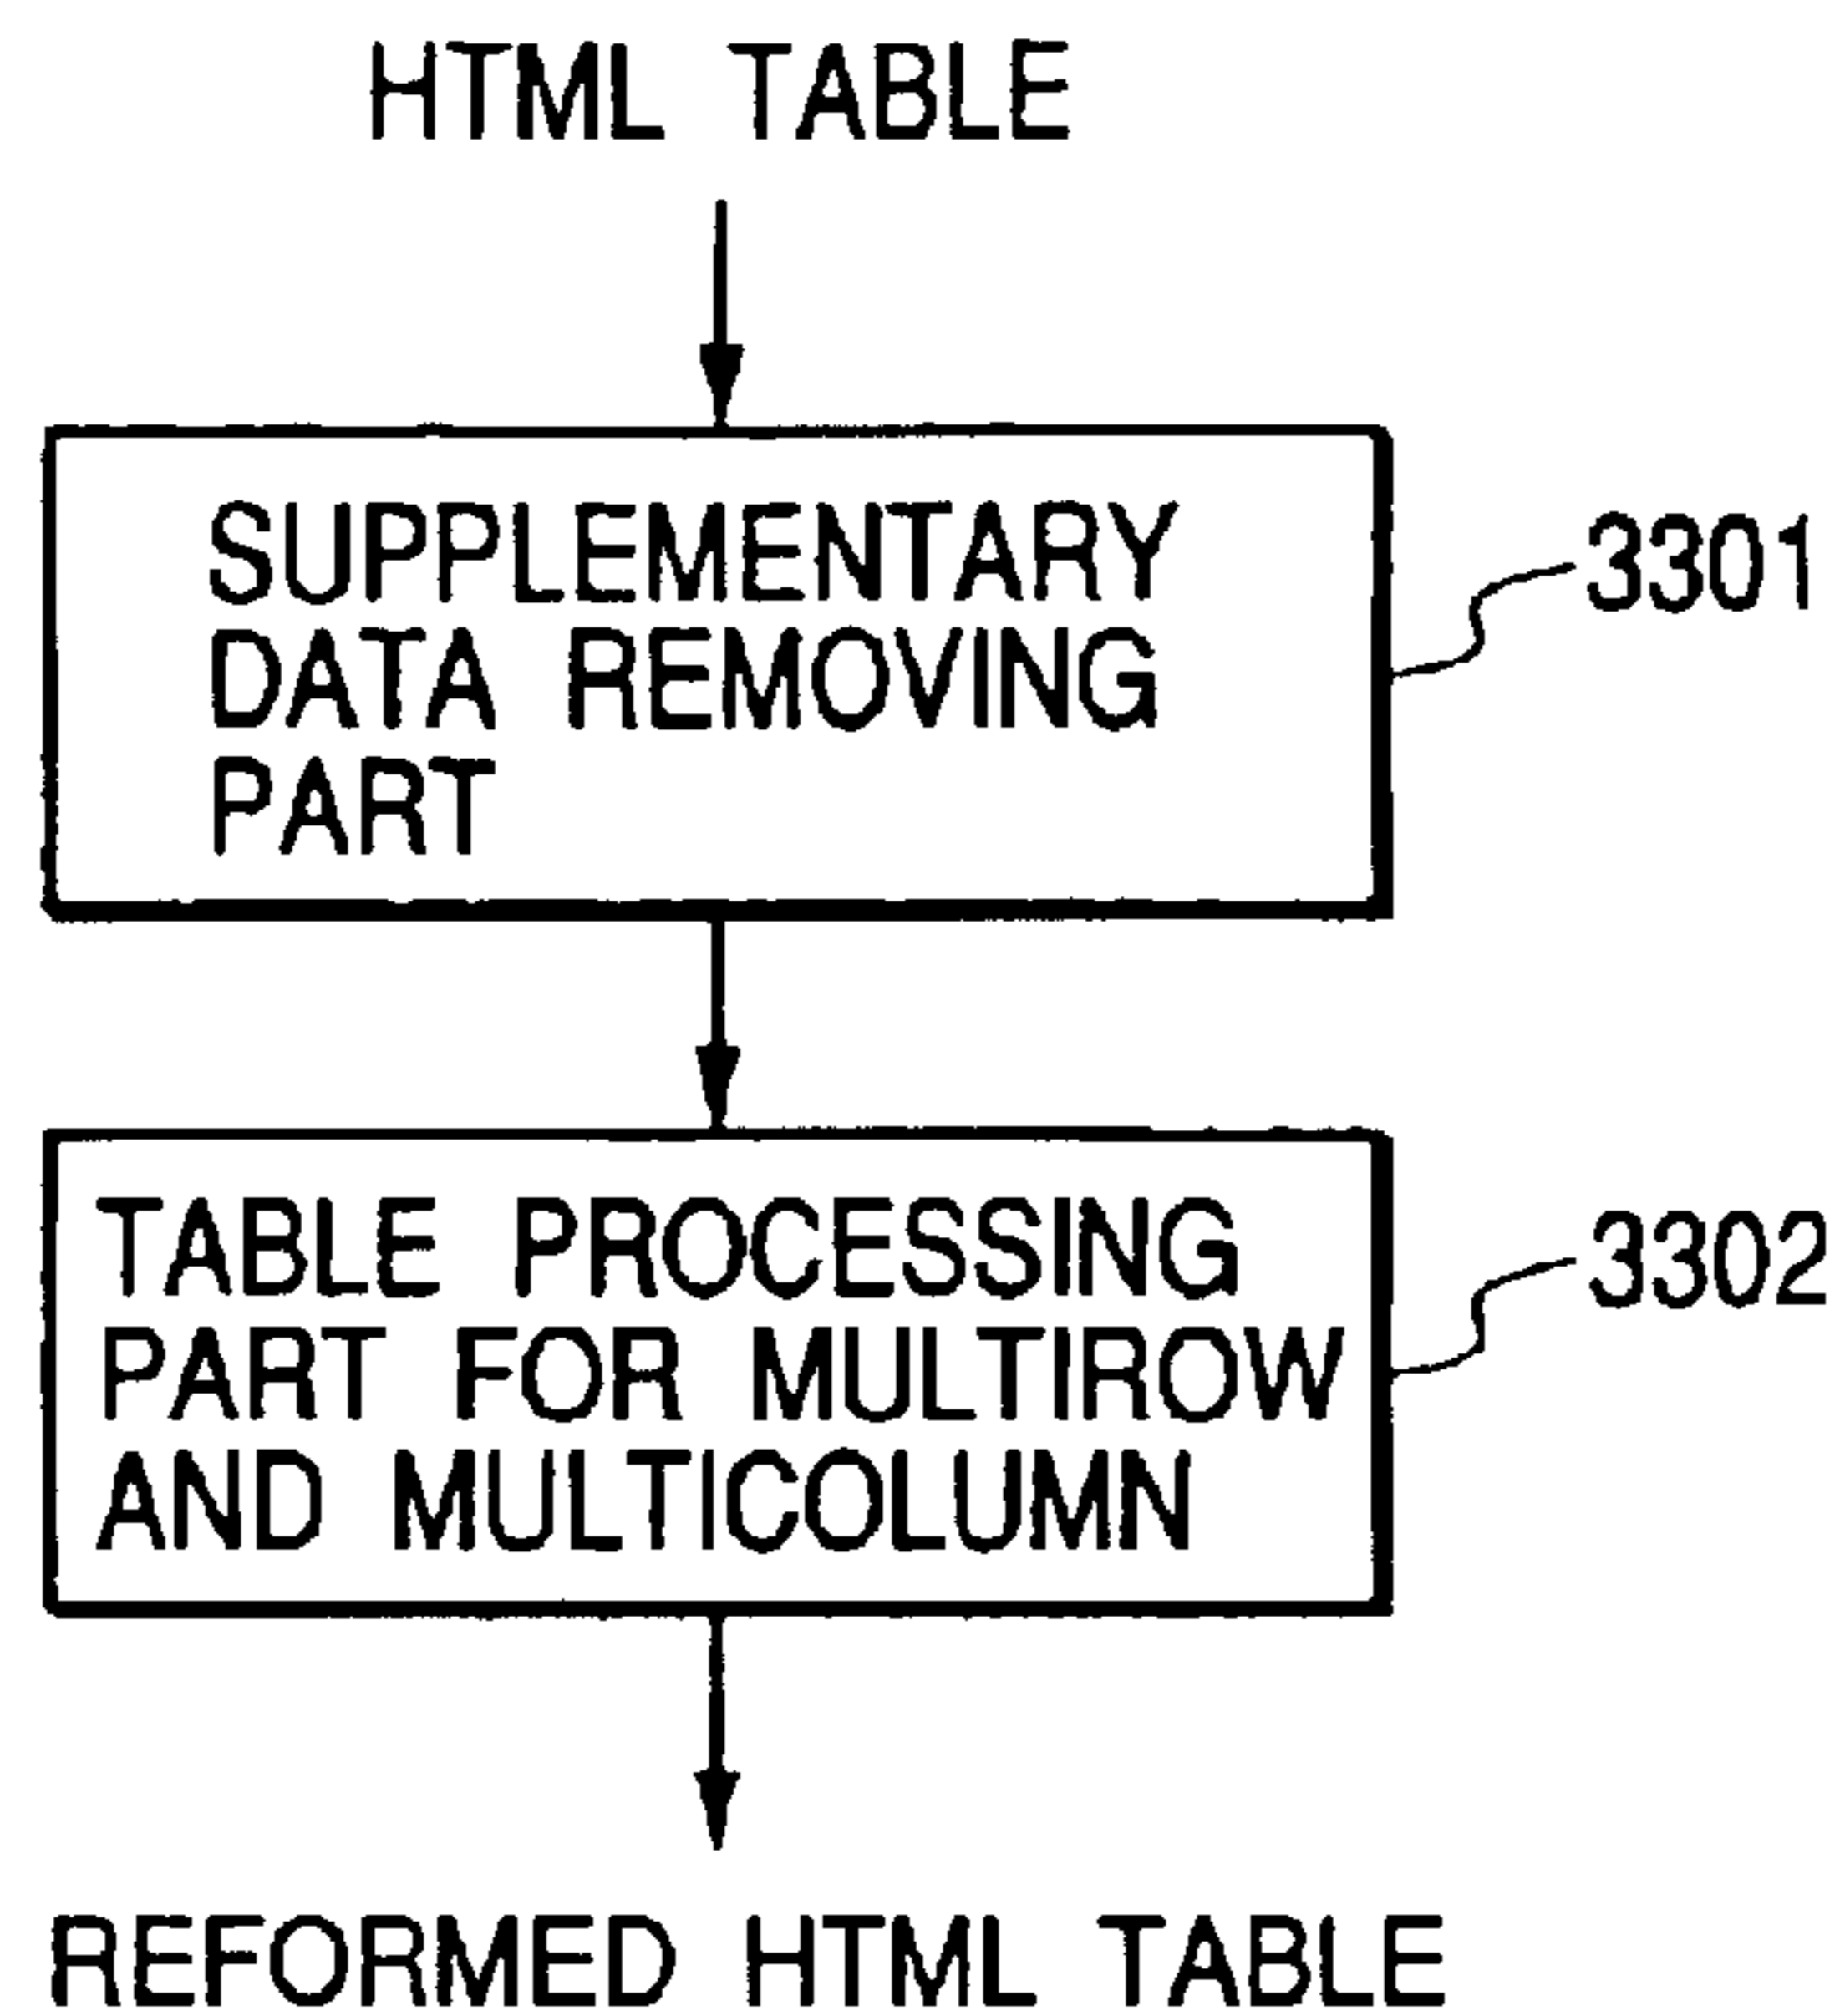 HTML TABLE
SUPPLEMENTARY
DATA REMOVING
PART
3301
TABLE PROCESSING
PART FOR MULTIROW
AND MULTICOLUMN
3302
REFORMED HTML TABLE